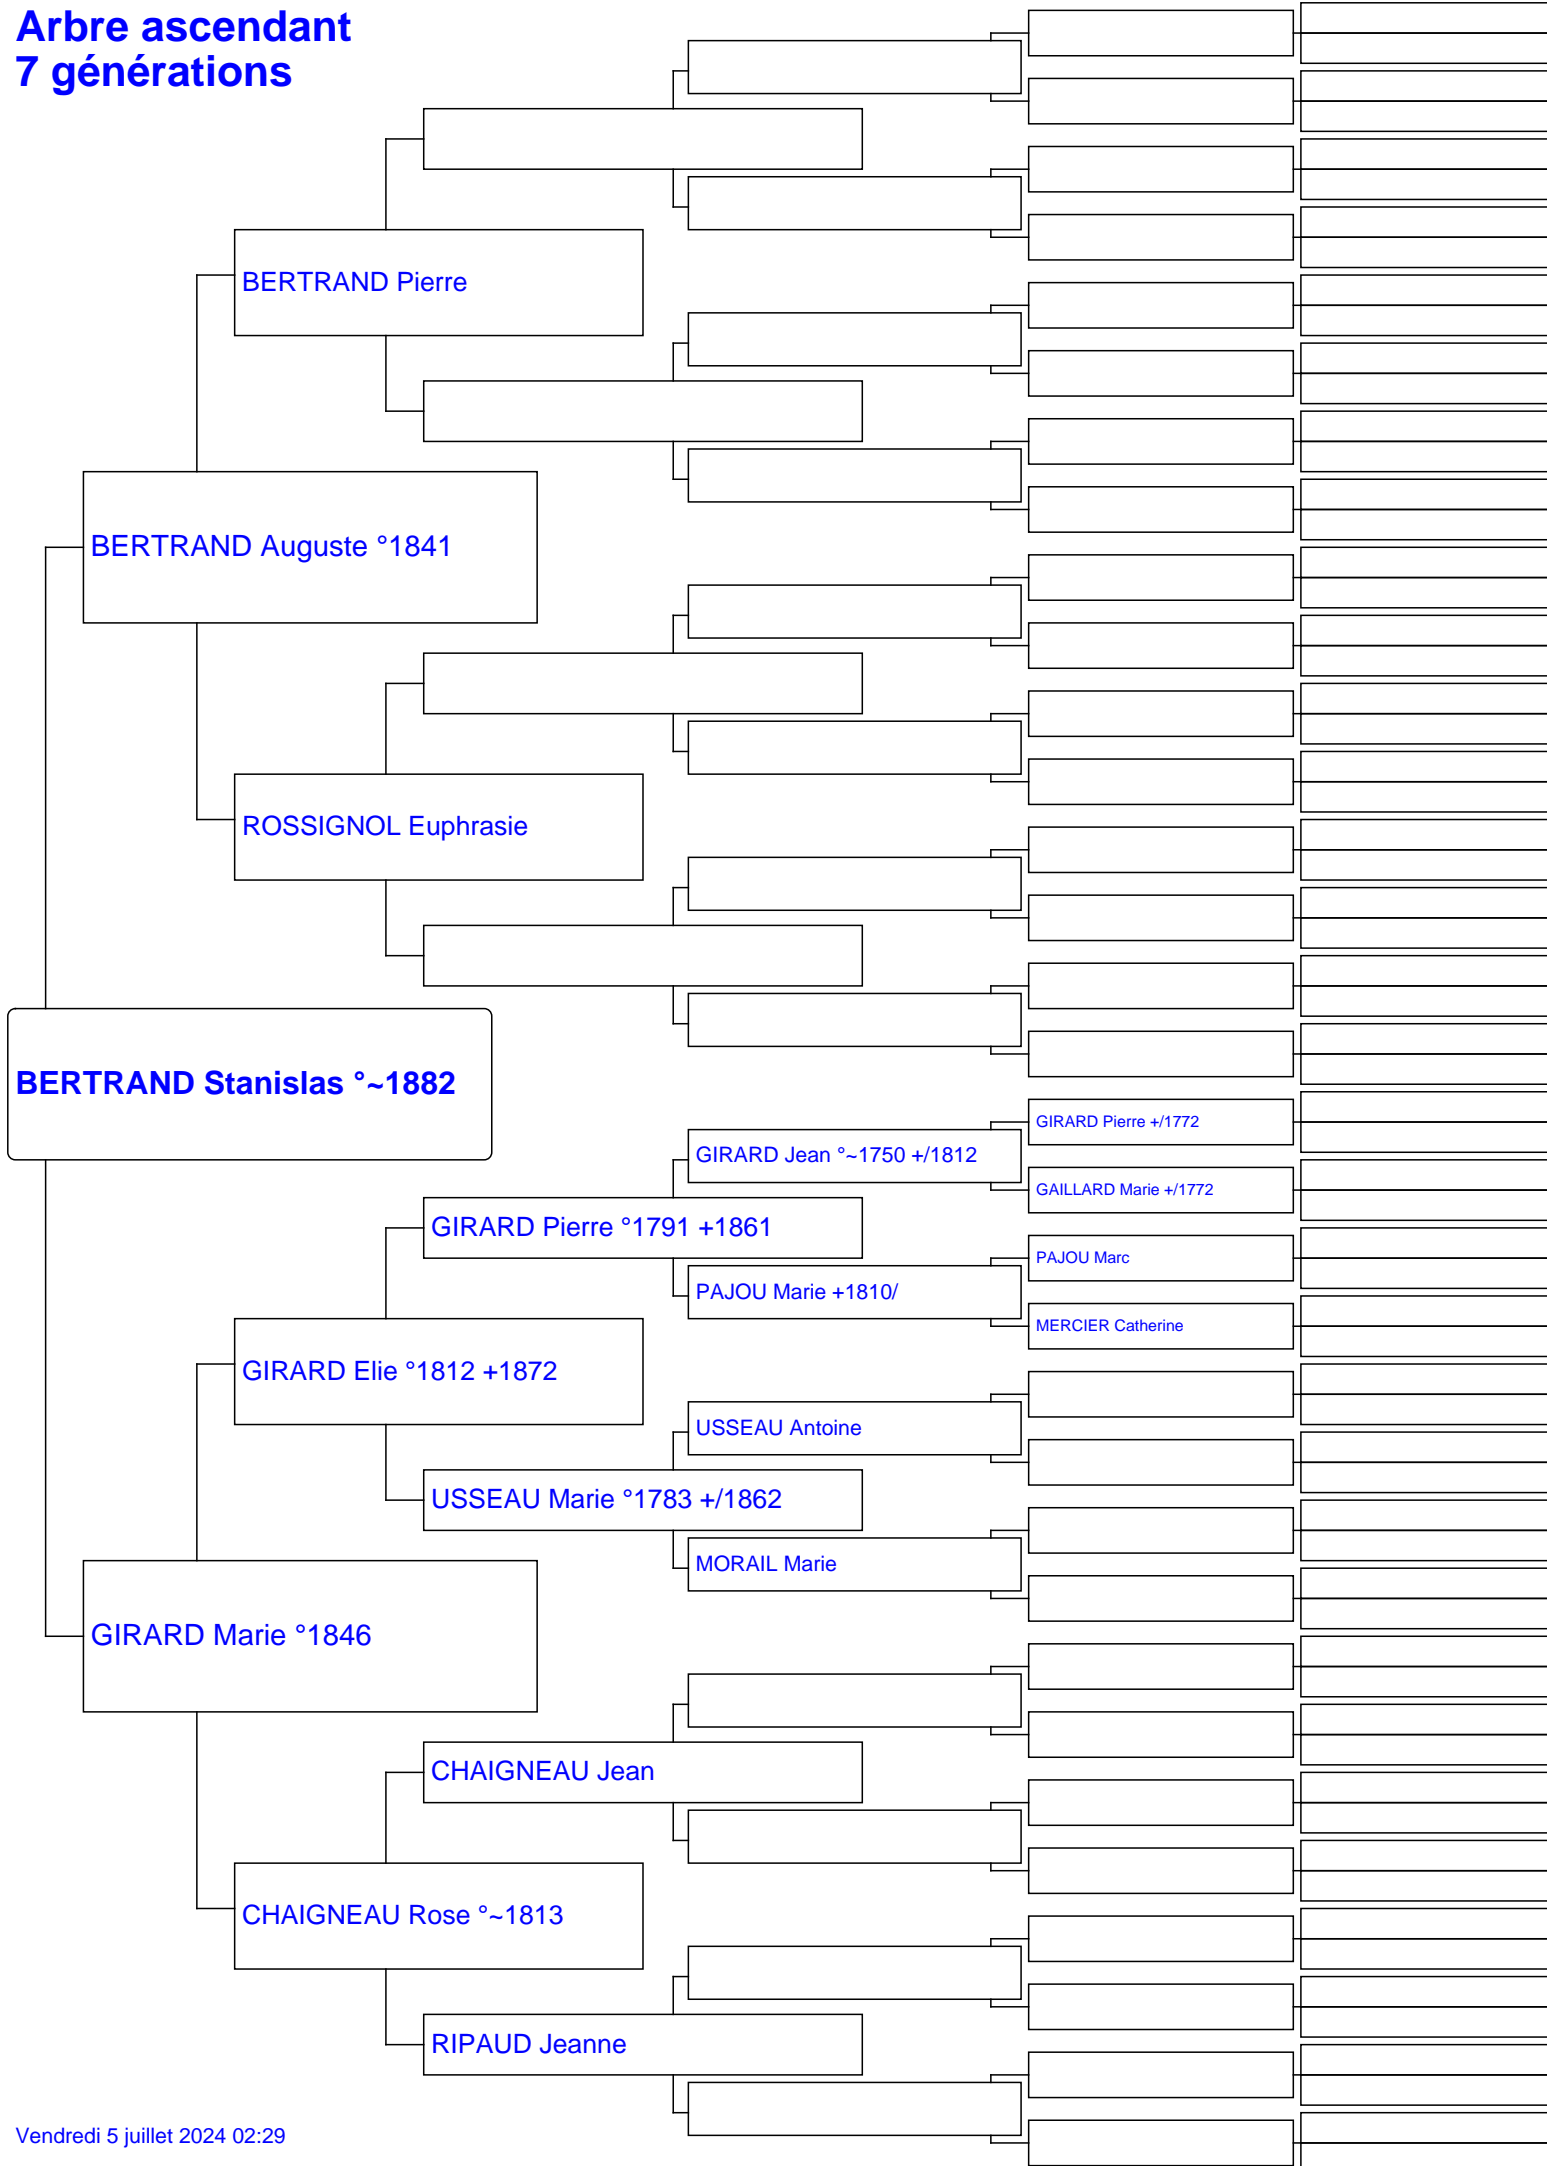 Arbre ascendant
7 générations
BERTRAND Pierre
BERTRAND Auguste °1841
ROSSIGNOL Euphrasie
BERTRAND Stanislas °~1882
GIRARD Pierre +/1772
GIRARD Jean °~1750 +/1812
GAILLARD Marie +/1772
GIRARD Pierre °1791 +1861
PAJOU Marc
PAJOU Marie +1810/
MERCIER Catherine
GIRARD Elie °1812 +1872
USSEAU Antoine
USSEAU Marie °1783 +/1862
MORAIL Marie
GIRARD Marie °1846
CHAIGNEAU Jean
CHAIGNEAU Rose °~1813
RIPAUD Jeanne
Vendredi 5 juillet 2024 02:29